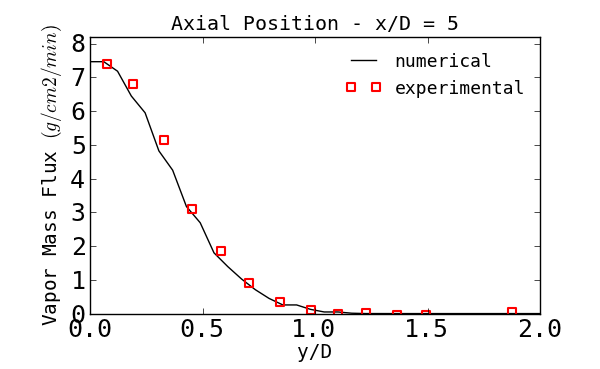 Axial Position - x/D = 5
Vapor Mass Flux (g/cm2/min)
8
7
6
5
4
3
2
1
0
numerical
experimental
0.0 0.5 1.0 1.5 2.0
y/D